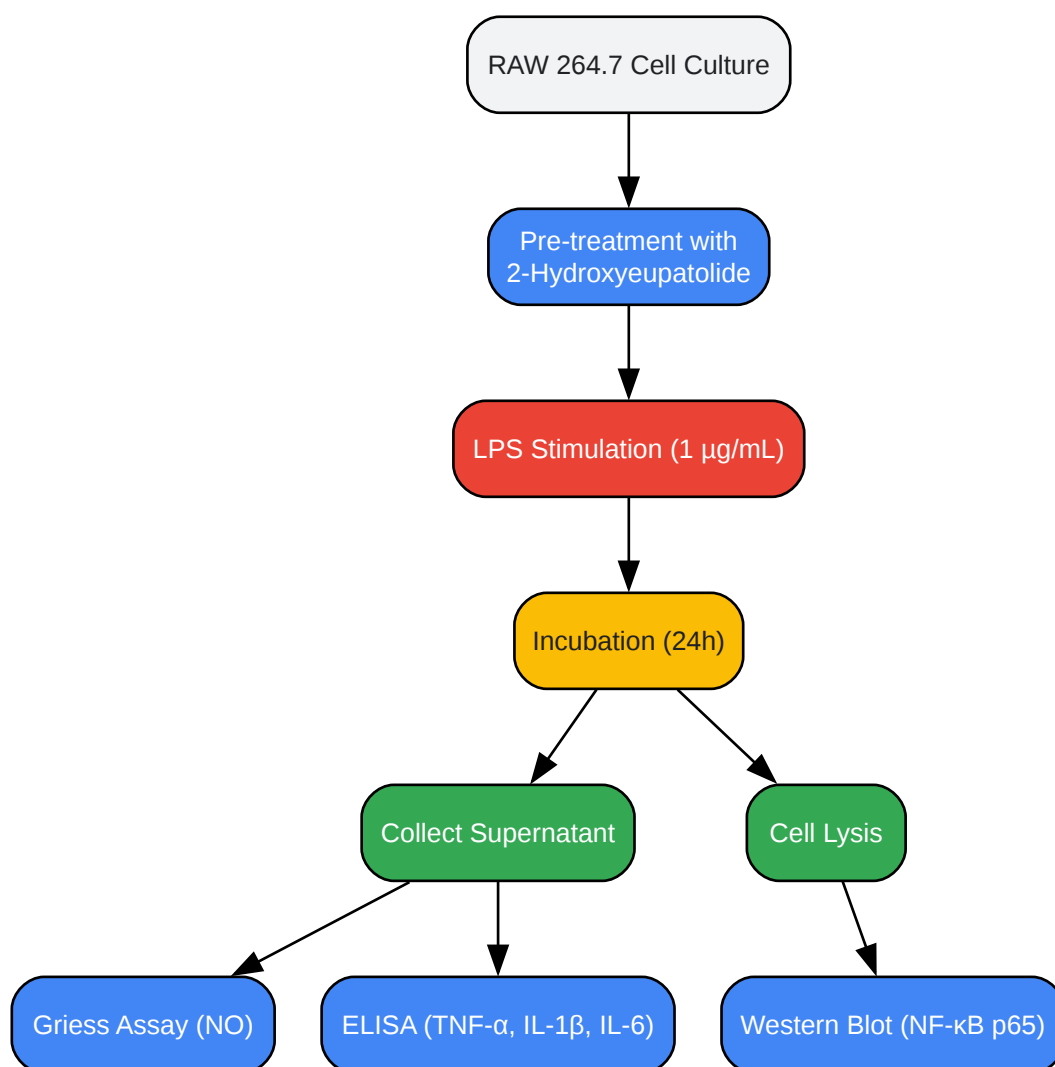 RAW 264.7 Cell Culture
Pre-treatment with
2-Hydroxyeupatolide
LPS Stimulation (1 µg/mL)
Incubation (24h)
Collect Supernatant
Cell Lysis
Griess Assay (NO)
ELISA (TNF-α, IL-1β, IL-6)
Western Blot (NF-κB p65)